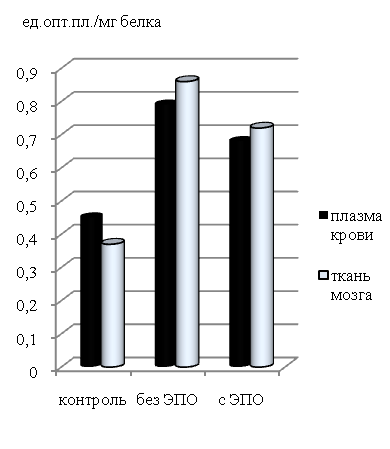 ед.опт.пл./мг белка
0,9
0,8
0,7
0,6
0,5
0,4
0,3
0,2
0,1
0
контроль без ЭПО с ЭПО
плазма
крови
ткань
мозга